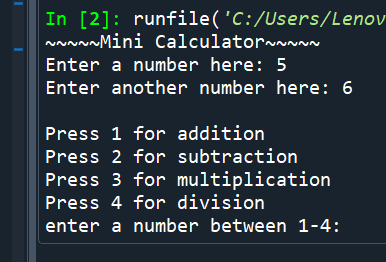 In [2]: runfile('C:/Users/Lenov
~~~~~Mini Calculator~~~~~
Enter a number here: 5
Enter another number here: 6
Press 1 for addition
Press 2 for subtraction
Press 3 for multiplication
Press 4 for division
enter a number between 1-4: